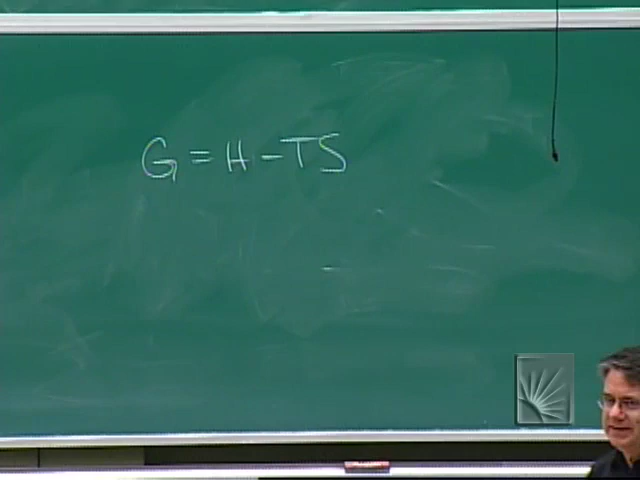 G = H - TS